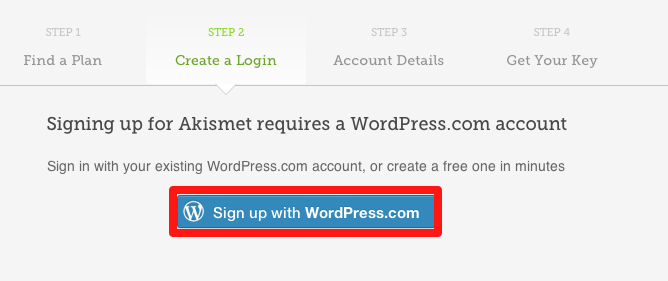 STEP 1 STEP 2 STEP 3 STEP 4
Find a Plan Create a Login Account Details Get Your Key
Signing up for Akismet requires a WordPress.com account
Sign in with your existing WordPress.com account, or create a free one in minutes
Sign up with WordPress.com